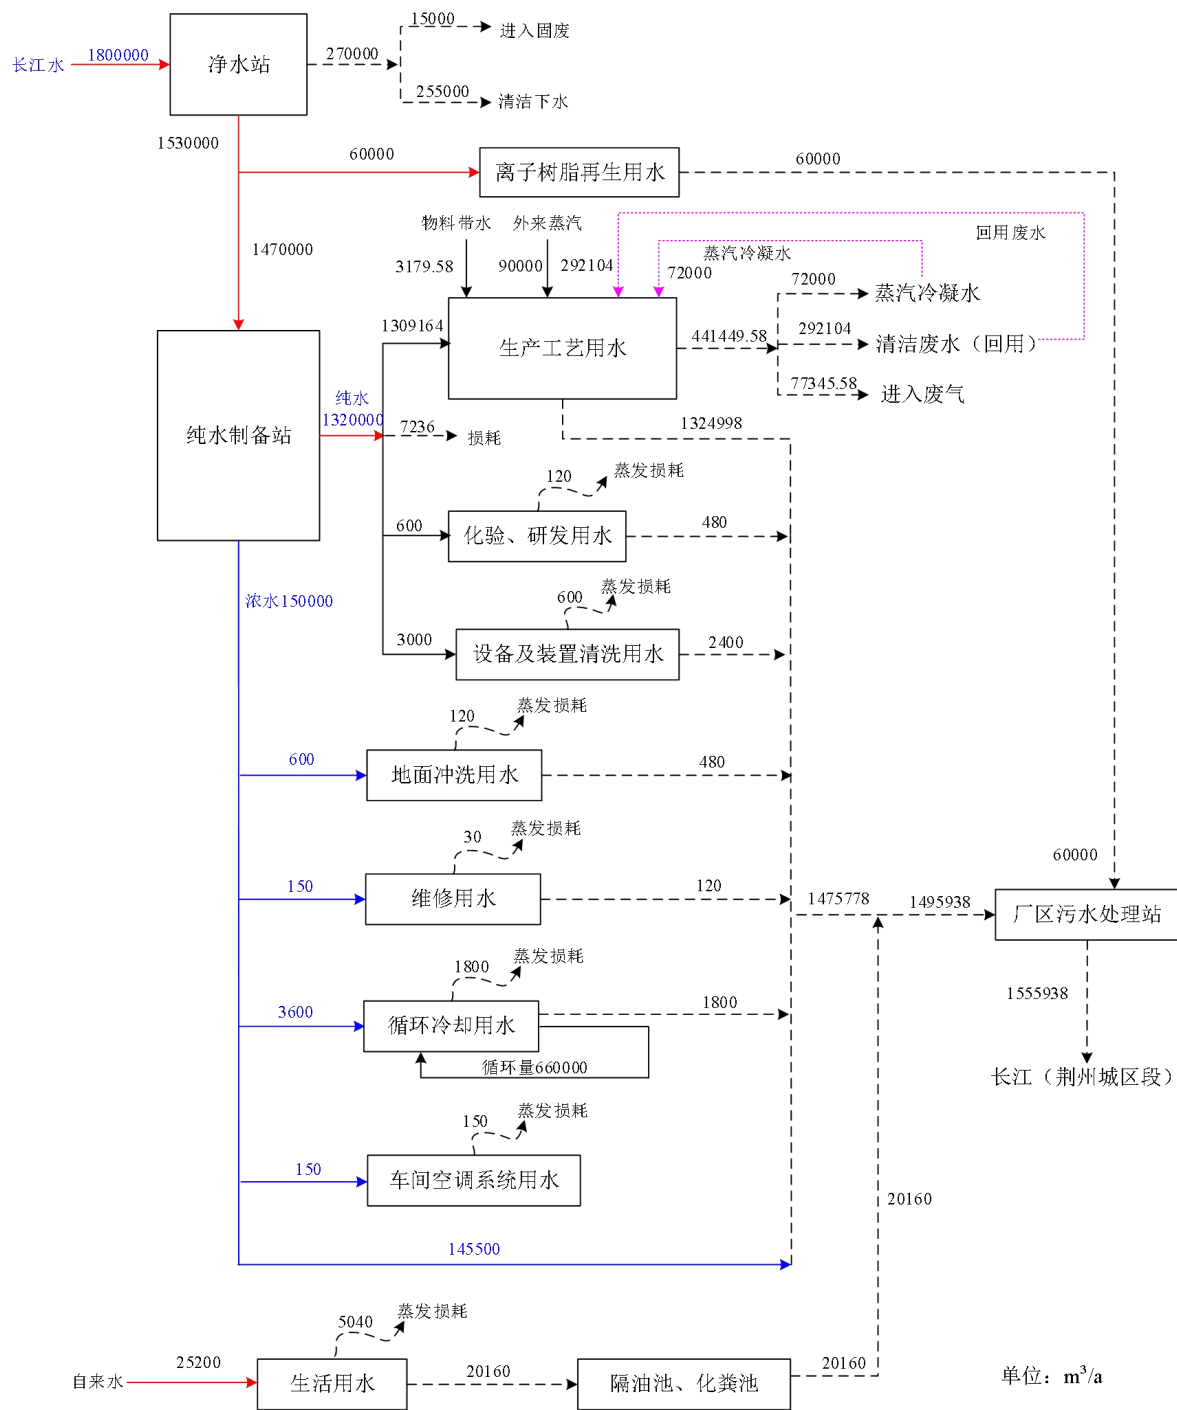 15000
进入固废
长江水
1800000
净水站
270000
255000
清洁下水
1530000
60000
离子树脂再生用水
60000
物料带水
外来蒸汽
回用废水
1470000
3179.58
90000
292104
蒸汽冷凝水
72000
72000
蒸汽冷凝水
1309164
生产工艺用水
441449.58
292104
清洁废水（回用）
77345.58
进入废气
纯水制备站
纯水
1320000
7236
损耗
1324998
120
蒸发损耗
600
化验、研发用水
480
浓水150000
600
蒸发损耗
3000
设备及装置清洗用水
2400
120
蒸发损耗
600
地面冲洗用水
480
30
蒸发损耗
150
维修用水
120
60000
1475778
1495938
厂区污水处理站
1800
蒸发损耗
3600
循环冷却用水
1800
循环量660000
1555938
长江（荆州城区段）
150
蒸发损耗
150
车间空调系统用水
20160
145500
5040
蒸发损耗
自来水
25200
生活用水
20160
隔油池、化粪池
20160
单位：m³/a